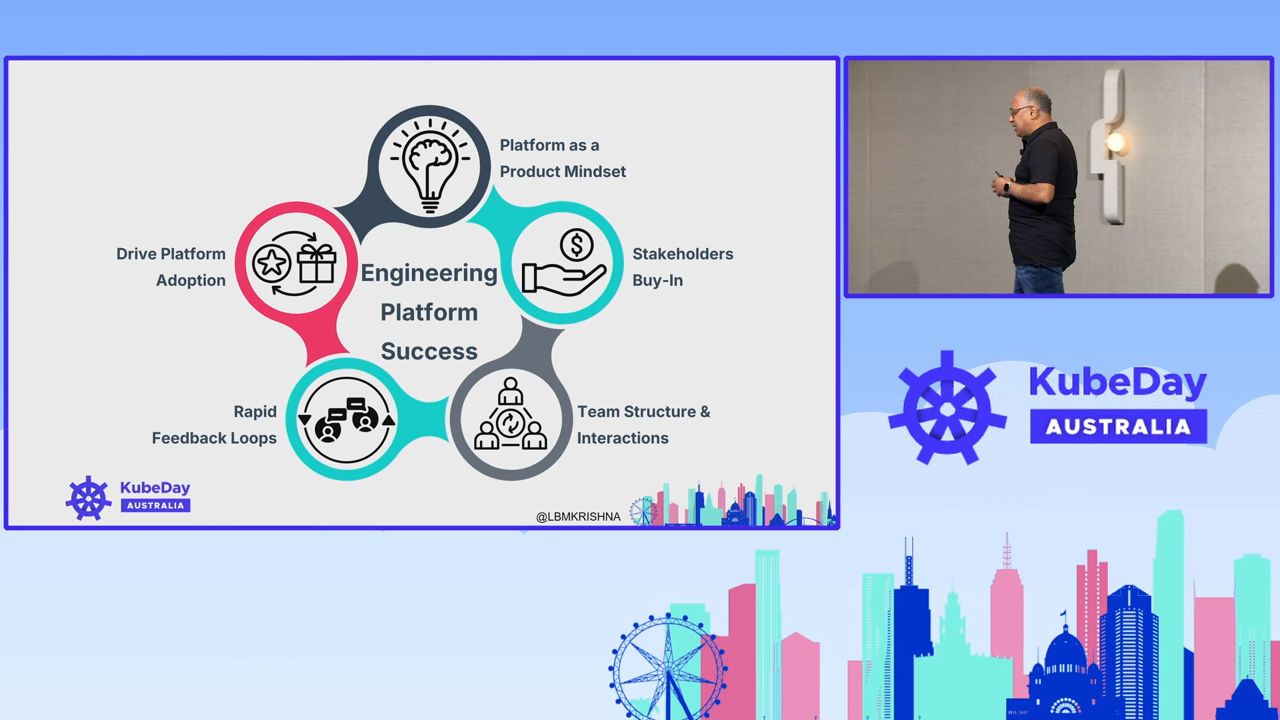 Platform as a
Product Mindset
Drive Platform
Adoption
Stakeholders
Buy-In
Engineering
Platform
Success
Rapid
Feedback Loops
Team Structure &
Interactions
KubeDay
AUSTRALIA
@LBMKRISHNA
KubeDay
AUSTRALIA